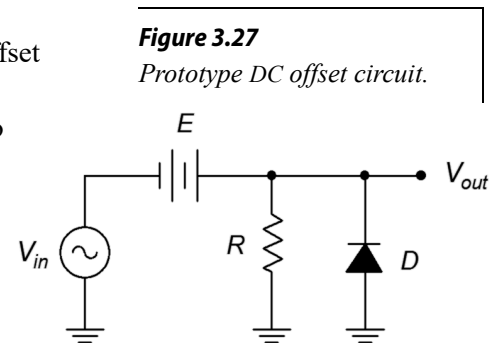 Figure 3.27
Prototype DC offset circuit.
E
V_out
V_in
R
D